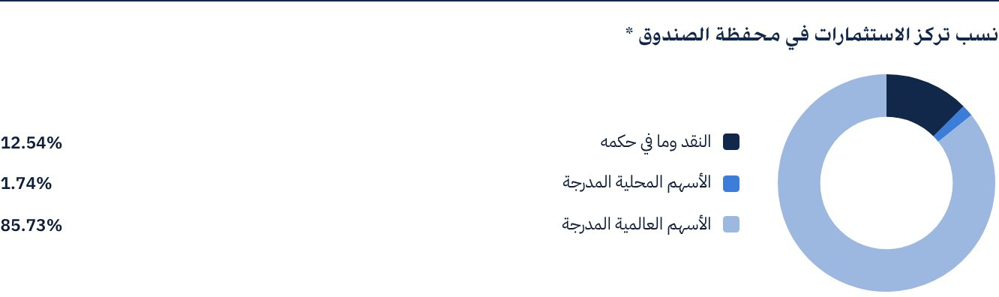 نسب تركز الاستثمارات في محفظة الصندوق *
النقد وما في حكمه 12.54%
الأسهم المحلية المدرجة 1.74%
الأسهم العالمية المدرجة 85.73%